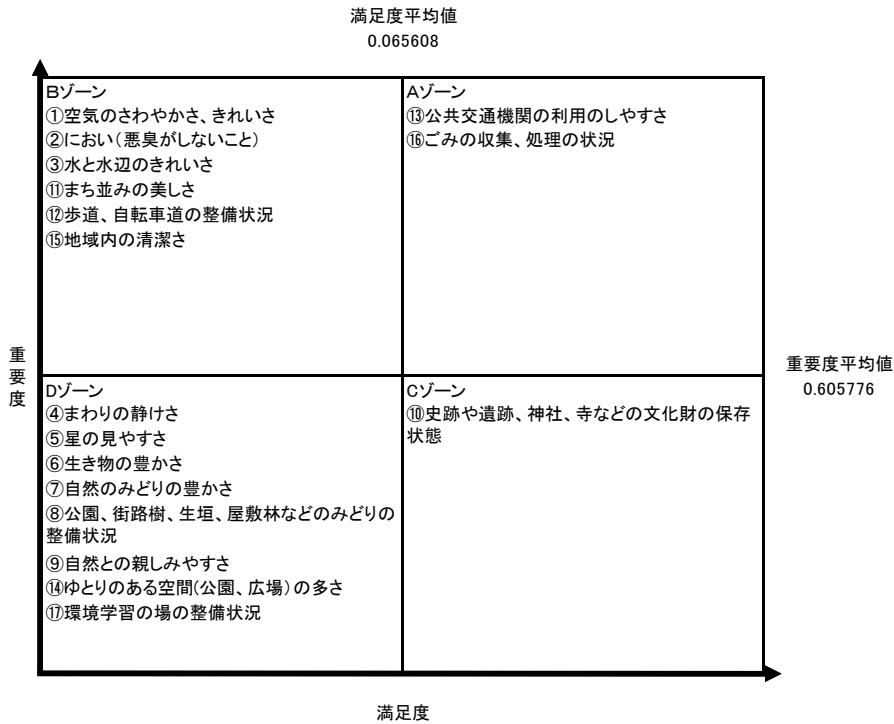 満足度平均値
0.065608
Bゾーン
①空気のさわやかさ、きれいさ
②におい（悪臭がしないこと）
③水と水辺のきれいさ
⑪まち並みの美しさ
⑫歩道、自転車道の整備状況
⑮地域内の清潔さ
Aゾーン
⑬公共交通機関の利用のしやすさ
⑯ごみの収集、処理の状況
重要度
重要度平均値
0.605776
Dゾーン
④まわりの静けさ
⑤星の見やすさ
⑥生き物の豊かさ
⑦自然のみどりの豊かさ
⑧公園、街路樹、生垣、屋敷林などのみどりの
整備状況
⑨自然との親しみやすさ
⑭ゆとりのある空間(公園、広場）の多さ
⑰環境学習の場の整備状況
Cゾーン
⑩史跡や遺跡、神社、寺などの文化財の保存
状態
満足度